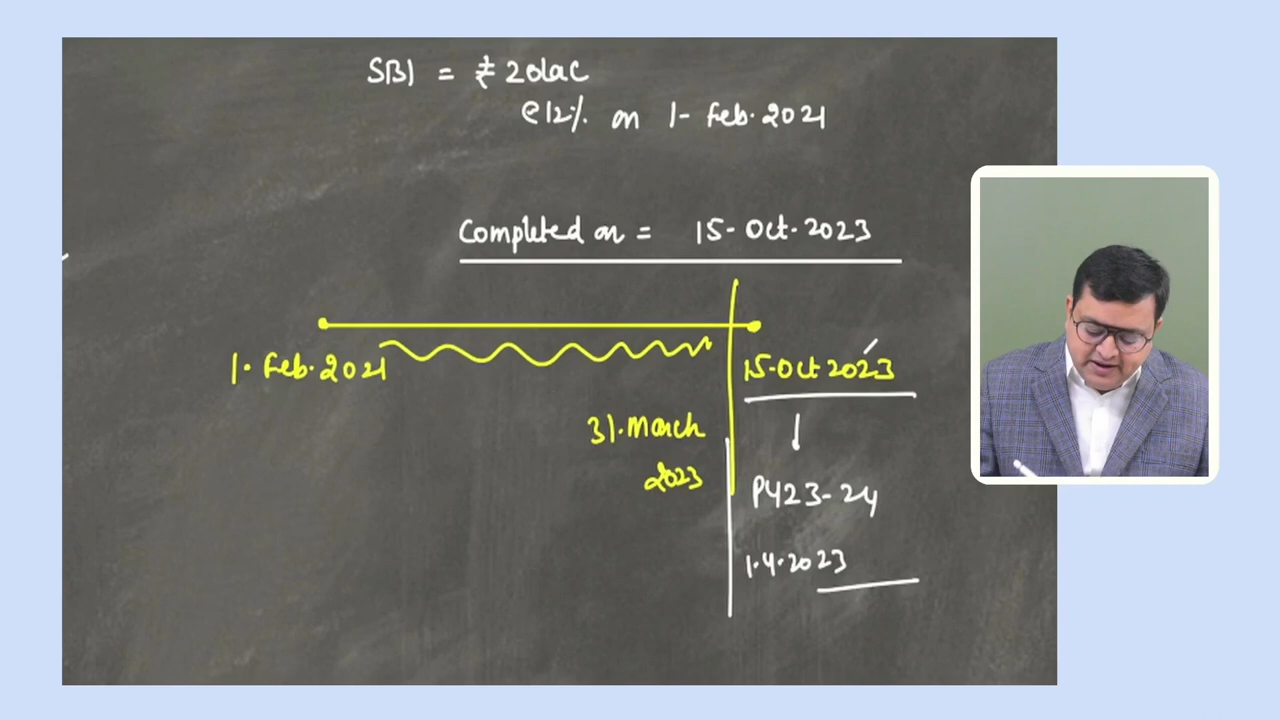 SBI = ₹ 20lac
@12% on 1- Feb.2021
Completed on = 15- Oct.2023
1. Feb.2021
15.Oct 2023
31.March
2023
PY23-24
1.4.2023